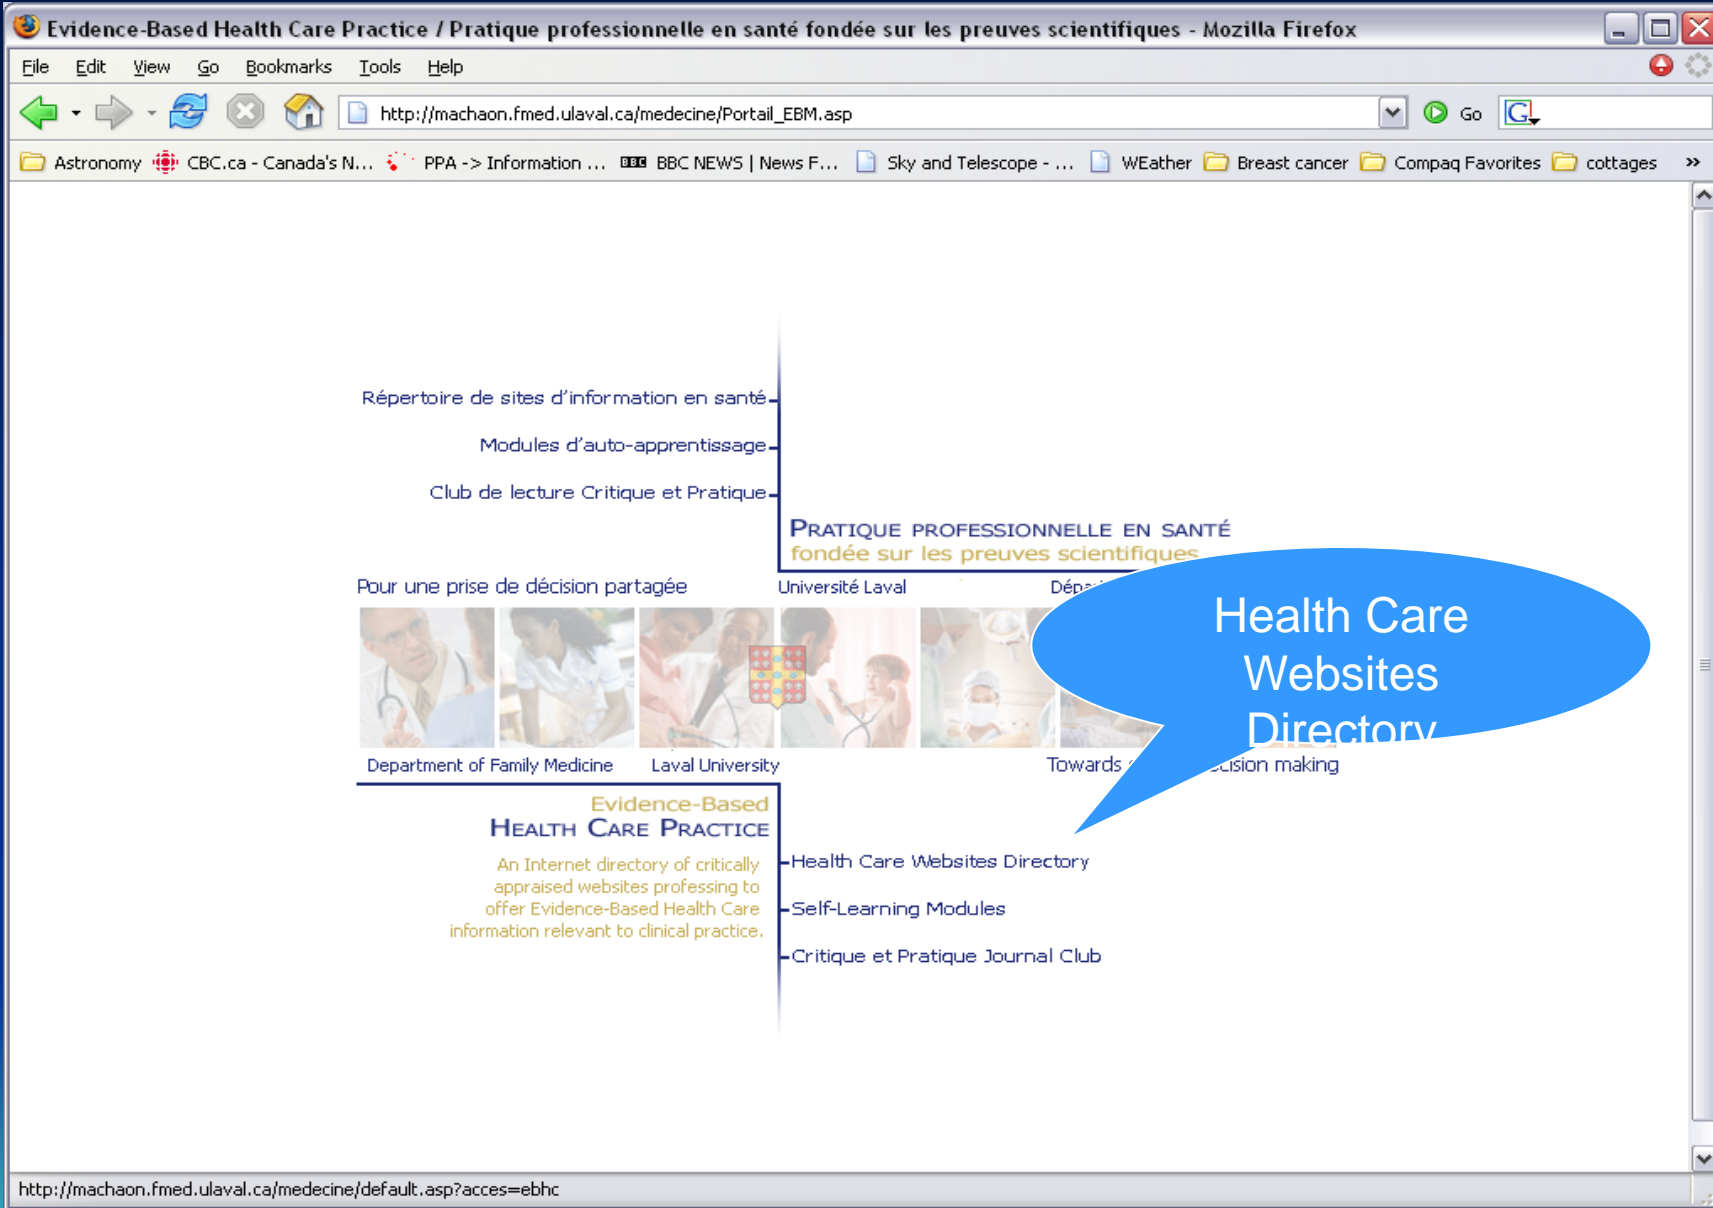 Evidence-Based Health Care Practice / Pratique professionnelle en santé fondée sur les preuves scientifiques - Mozilla Firefox
File Edit View Go Bookmarks Tools Help
http://machaon.fmed.ulaval.ca/medecine/Portail_EBM.asp Go G
Astronomy CBC.ca - Canada's N... PPA -> Information ... BBC BBC NEWS | News F... Sky and Telescope - ... WEather Breast cancer Compaq Favorites cottages »
Répertoire de sites d'information en santé
Modules d'auto-apprentissage
Club de lecture Critique et Pratique
PRATIQUE PROFESSIONNELLE EN SANTÉ
fondée sur les preuves scientifiques
Pour une prise de décision partagée Université Laval
Health Care
Websites
Directory
Department of Family Medicine Laval University Towards decision making
Evidence-Based
HEALTH CARE PRACTICE
An Internet directory of critically
appraised websites professing to
offer Evidence-Based Health Care
information relevant to clinical practice.
Health Care Websites Directory
Self-Learning Modules
Critique et Pratique Journal Club
http://machaon.fmed.ulaval.ca/medecine/default.asp?acces=ebhc